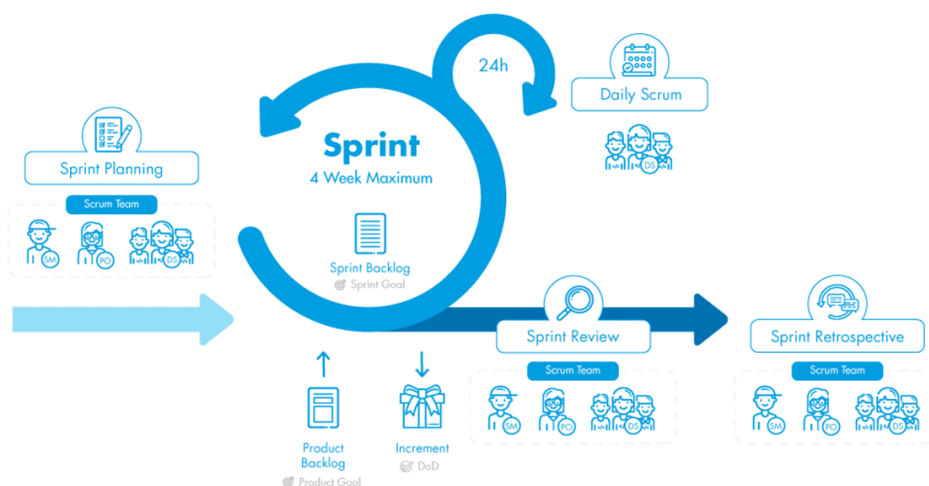 24h
Daily Scrum
DS
Sprint
4 Week Maximum
Sprint Planning
Scrum Team
SM
PO
DS
Sprint Backlog
Sprint Goal
Sprint Review
Scrum Team
SM
PO
DS
Sprint Retrospective
Scrum Team
SM
PO
DS
Product
Backlog
Product Goal
Increment
DoD